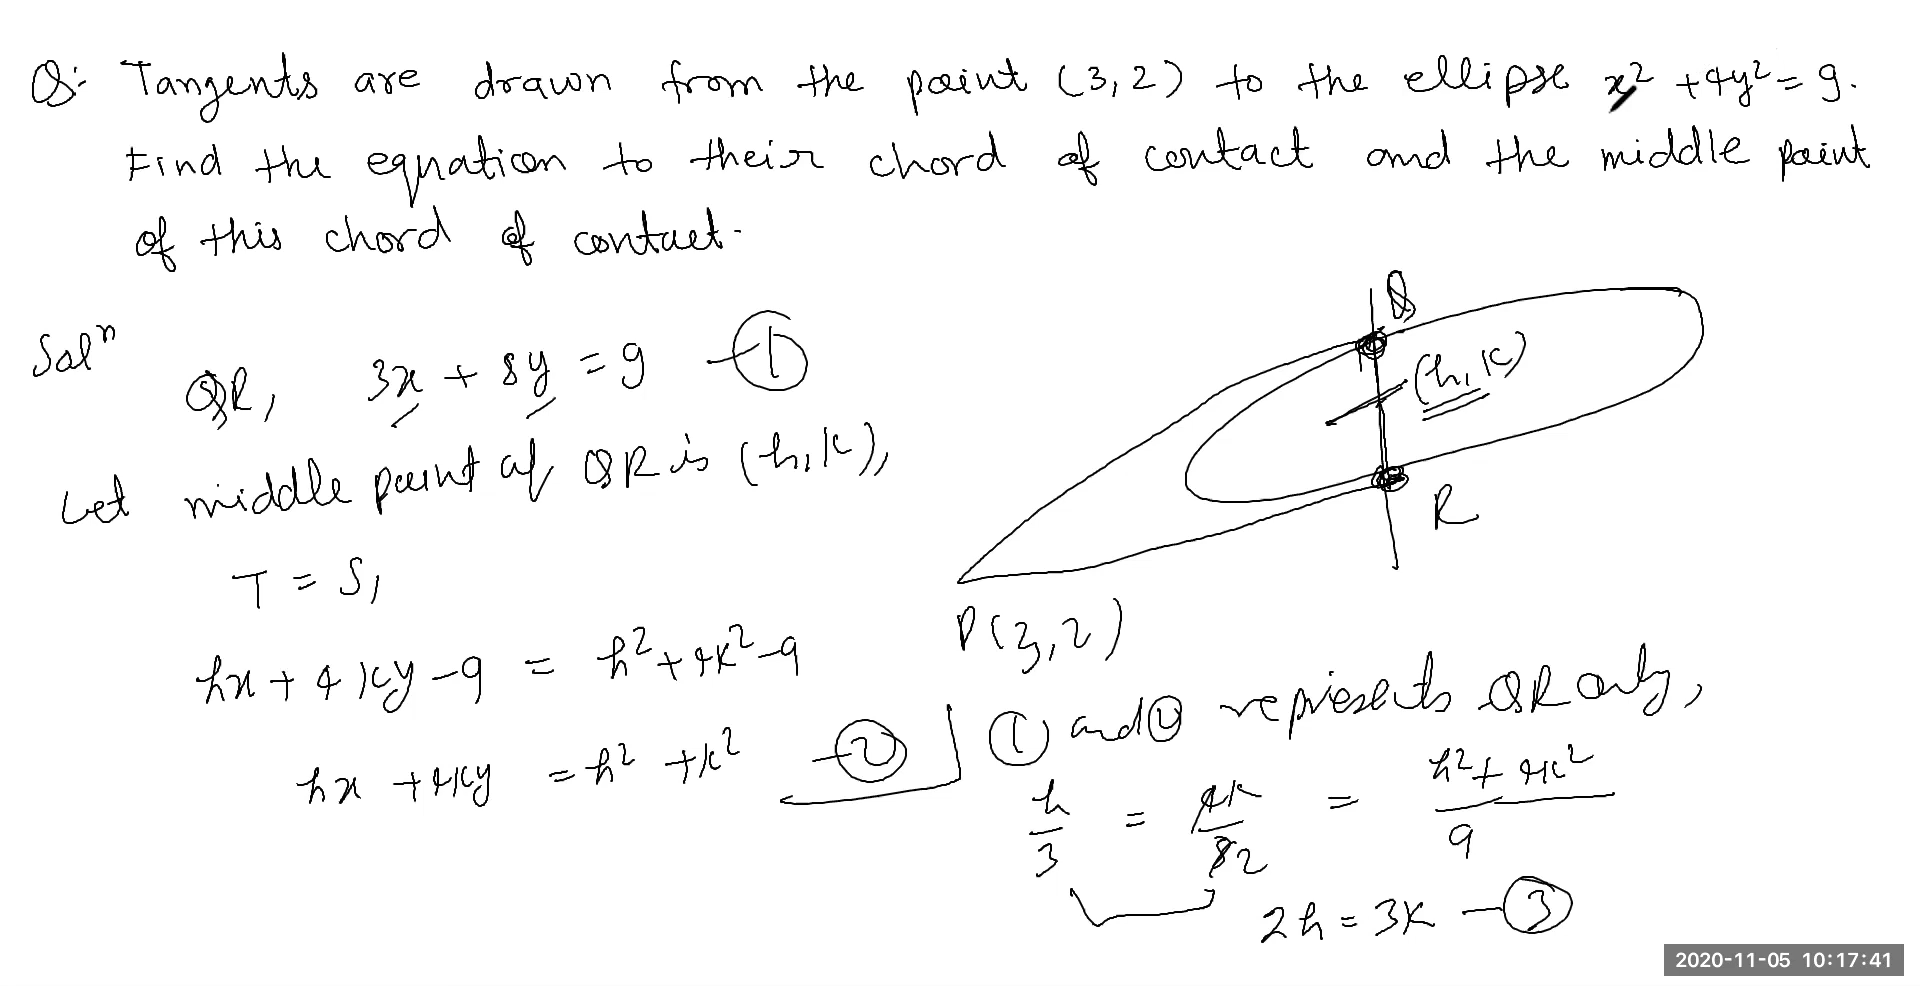 Q:- Tangents are drawn from the point (3,2) to the ellipse x² + 4y² = 9.
Find the equation to their chord of contact and the middle point
of this chord of contact.
Solⁿ
QR, 3x + 8y = 9 — ①
Let middle point of QR is (h,k),
T = S₁
hx + 4ky - 9 = h² + 4k² - 9
hx + 4ky = h² + k² — ②
Q
(h,k)
R
P(3,2)
① and ② represents QR only,
h/3 = 4k/8 2 = h² + 4k²/9
2h = 3k — ③
2020-11-05 10:17:41